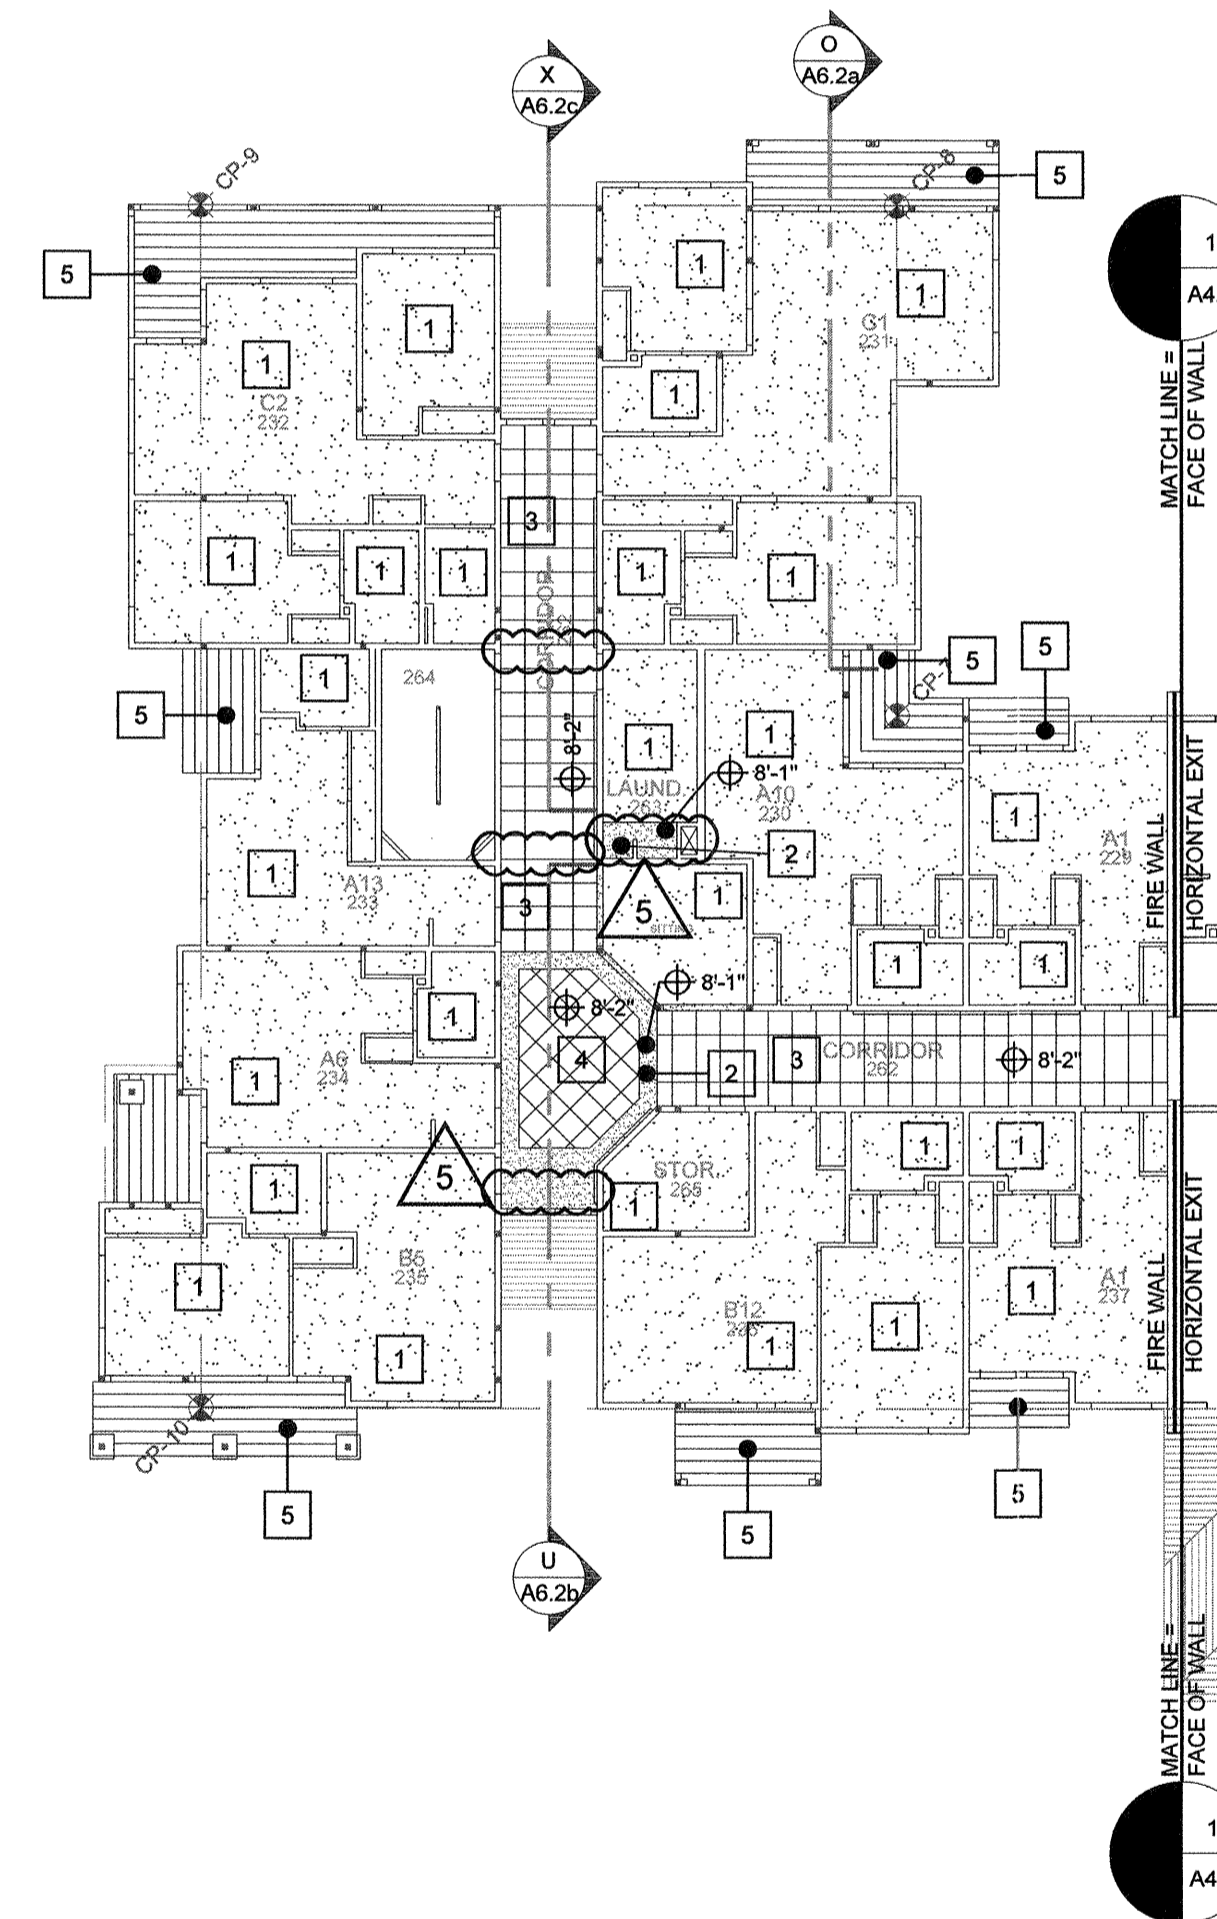 O
A6.2a
X
A6.2c
CP-9
CP-8
5
5
1
A4.
1
1
1
G1
231
1
1
C2
232
1
MATCH LINE =
FACE OF WALL
3
1
1
1
1
1
CORRIDOR
5
5
1
264
5
8'-2"
1
1
8'-1"
LAUND.
263
A10
230
1
A1
229
2
1
A13
233
3
5
1
FIRE WALL
HORIZONTAL EXIT
1
1
1
8'-1"
8'-2"
4
2
3
CORRIDOR
262
8'-2"
A6
234
1
5
1
1
1
STOR.
265
1
B5
235
1
1
B12
1
1
1
A1
237
FIRE WALL
HORIZONTAL EXIT
CP-10
5
5
5
U
A6.2b
MATCH LINE =
FACE OF WALL
1
A4